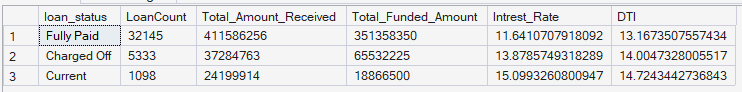 loan_status LoanCount Total_Amount_Received Total_Funded_Amount Intrest_Rate DTI
1 Fully Paid 32145 411586256 351358350 11.6410707918092 13.1673507557434
2 Charged Off 5333 37284763 65532225 13.8785749318289 14.0047328005517
3 Current 1098 24199914 18866500 15.0993260800947 14.7243442736843